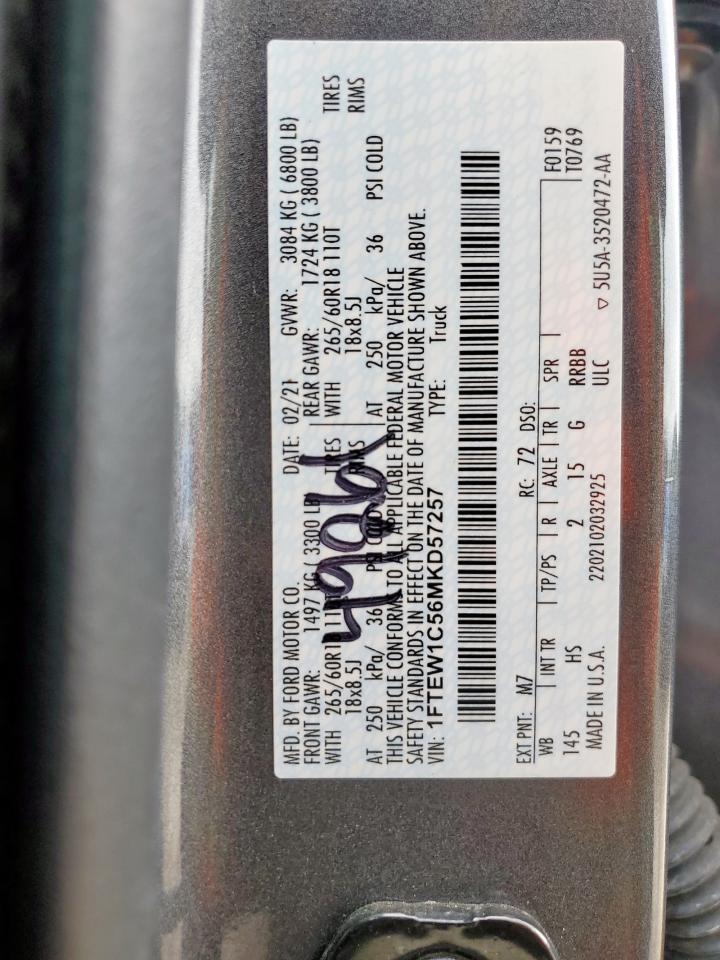 MFD. BY FORD MOTOR CO. DATE: 02/21 GVWR: 3084 KG ( 6800 LB)
FRONT GAWR: 1497 KG ( 3300 LB REAR GAWR: 1724 KG ( 3800 LB)
WITH 265/60R18 TIRES WITH 265/60R18 110T TIRES
18x8.5J RIMS 18x8.5J RIMS
AT 250 kPa/ 36 PSI COLD AT 250 kPa/ 36 PSI COLD
THIS VEHICLE CONFORMS TO ALL APPLICABLE FEDERAL MOTOR VEHICLE
SAFETY STANDARDS IN EFFECT ON THE DATE OF MANUFACTURE SHOWN ABOVE.
VIN: 1FTEW1C56MKD57257 TYPE: Truck
EXT PNT: M7 RC: 72 DSO: F0159
WB INT TR TP/PS R AXLE TR SPR T0769
145 HS 2 15 G RRBB
MADE IN U.S.A. 2202102032925 ULC ▽ 5U5A-3520472-AA